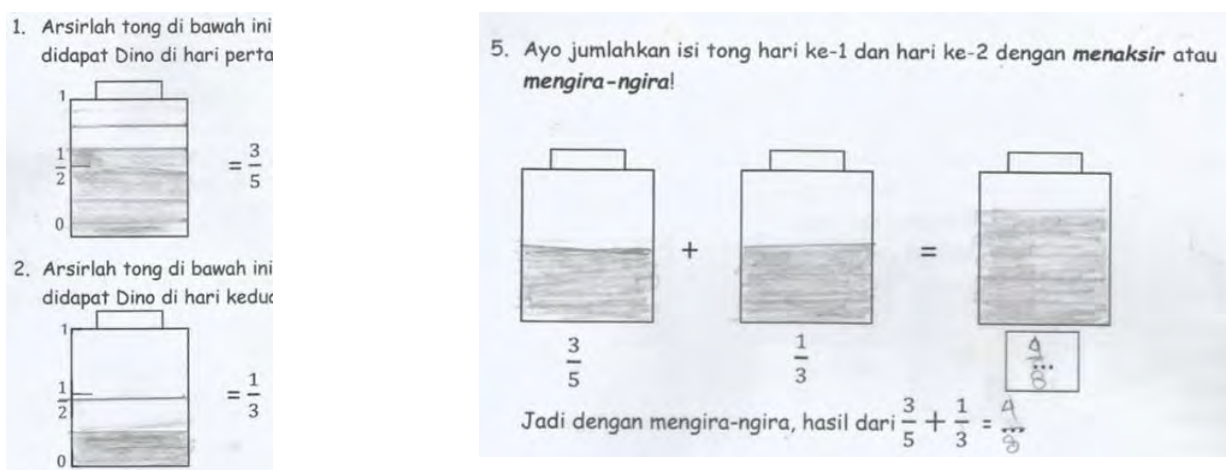 1. Arsirlah tong di bawah ini
didapat Dino di hari perta
1
1/2
0
= 3/5
2. Arsirlah tong di bawah ini
didapat Dino di hari kedua
1
1/2
0
= 1/3
5. Ayo jumlahkan isi tong hari ke-1 dan hari ke-2 dengan menaksir atau
mengira-ngira!
+ =
3/5 1/3 4/8
...
Jadi dengan mengira-ngira, hasil dari 3/5 + 1/3 = 4/8
...